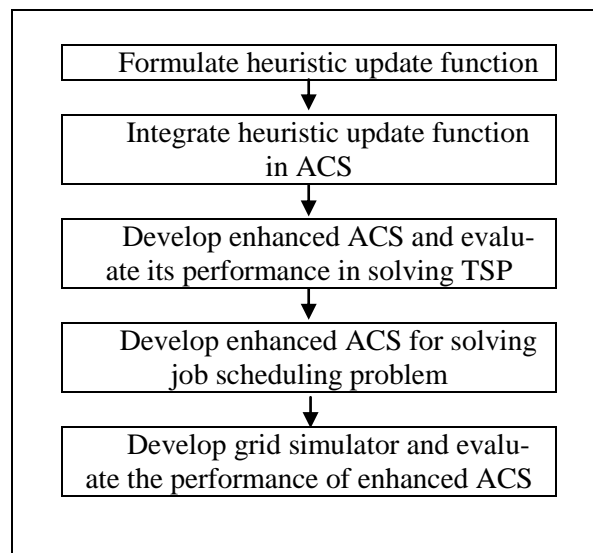 Formulate heuristic update function
Integrate heuristic update function
in ACS
Develop enhanced ACS and evalu-
ate its performance in solving TSP
Develop enhanced ACS for solving
job scheduling problem
Develop grid simulator and evalu-
ate the performance of enhanced ACS